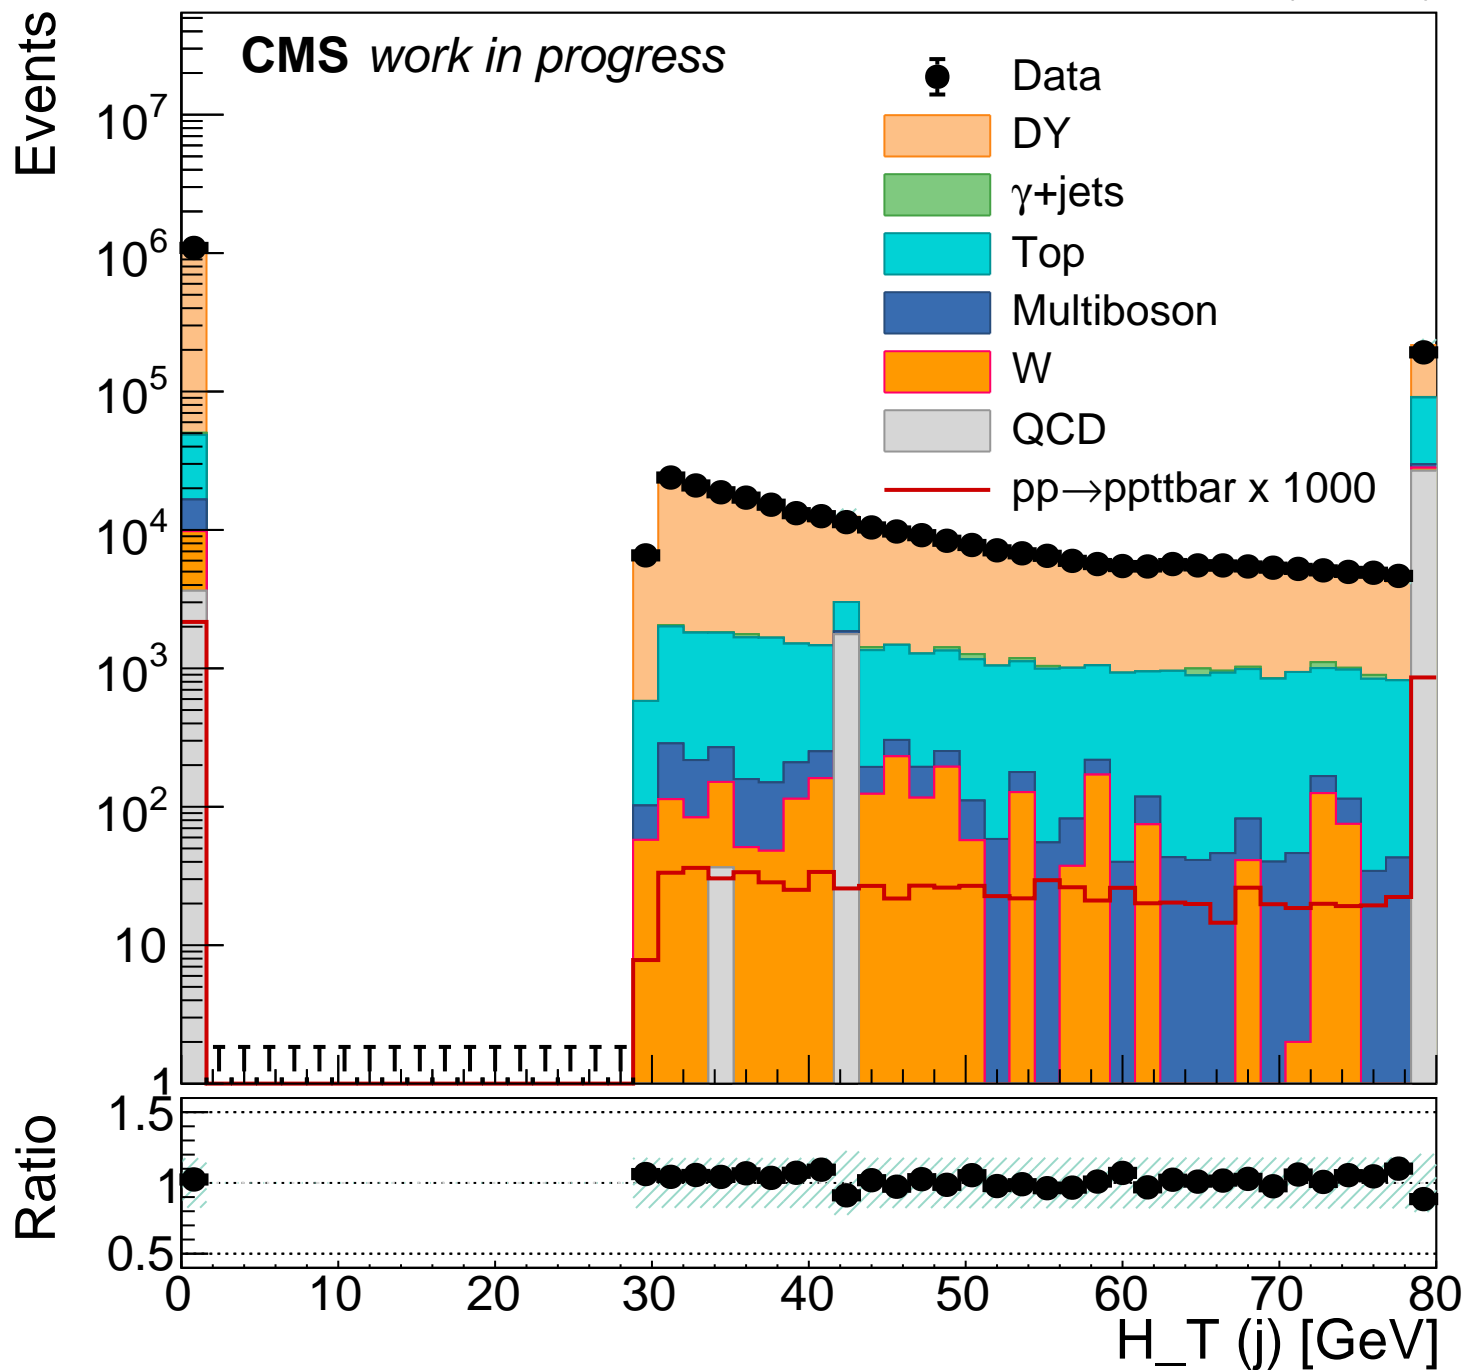 CMS work in progress
Events
10^7
10^6
10^5
10^4
10^3
10^2
10
1
Data
DY
γ+jets
Top
Multiboson
W
QCD
pp→ppttbar x 1000
Ratio
1.5
1
0.5
0 10 20 30 40 50 60 70 80
H_T (j) [GeV]